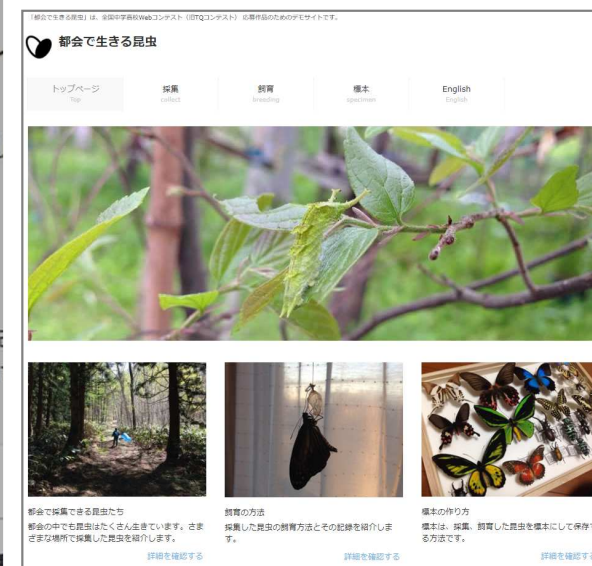 「都会で生きる昆虫」は、全国中学高校Webコンテスト（旧TQコンテスト） 応募作品のためのデモサイトです。
都会で生きる昆虫
トップページ 採集 飼育 標本 English
Top collect breeding specimen English
都会で採集できる昆虫たち
都会の中でも昆虫はたくさん生きています。さま
ざまな場所で採集した昆虫を紹介します。
詳細を確認する
飼育の方法
採集した昆虫の飼育方法とその記録を紹介しま
す。
詳細を確認する
標本の作り方
標本は、採集、飼育した昆虫を標本にして保存す
る方法です。
詳細を確認する